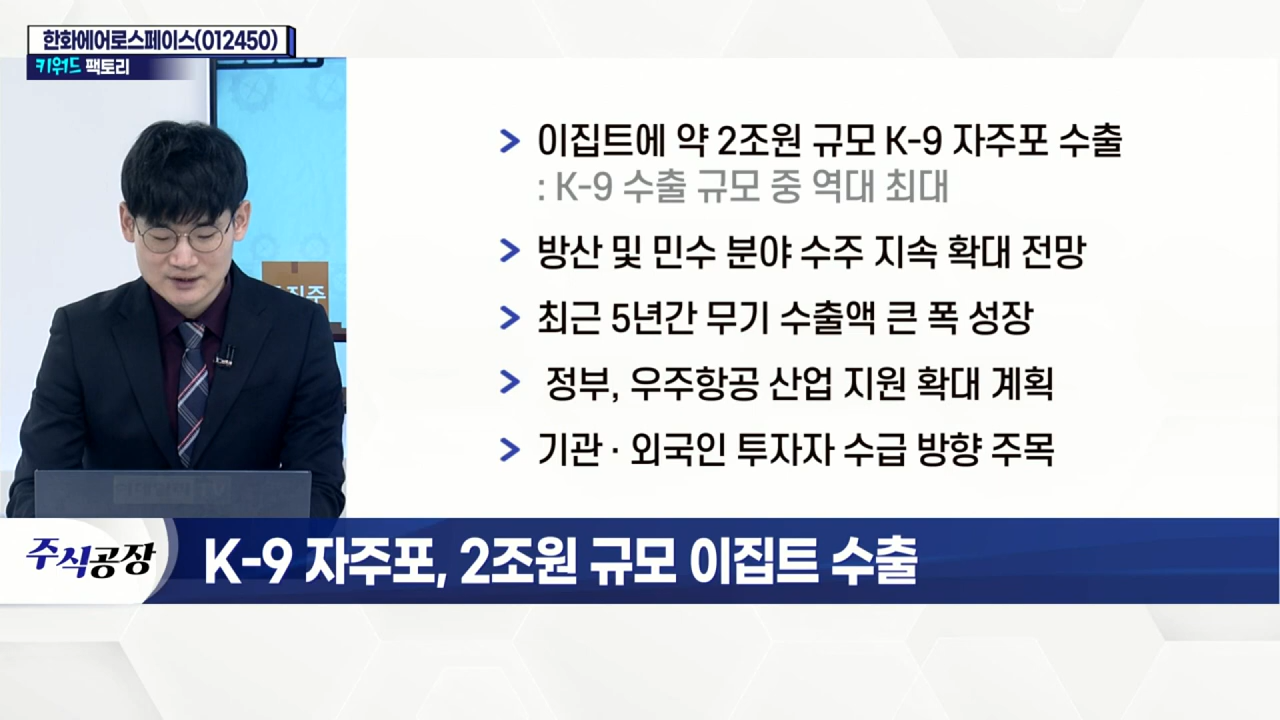 한화에어로스페이스(012450)
키워드 팩토리
> 이집트에 약 2조원 규모 K-9 자주포 수출
: K-9 수출 규모 중 역대 최대
> 방산 및 민수 분야 수주 지속 확대 전망
> 최근 5년간 무기 수출액 큰 폭 성장
> 정부, 우주항공 산업 지원 확대 계획
> 기관·외국인 투자자 수급 방향 주목
주식공장
K-9 자주포, 2조원 규모 이집트 수출